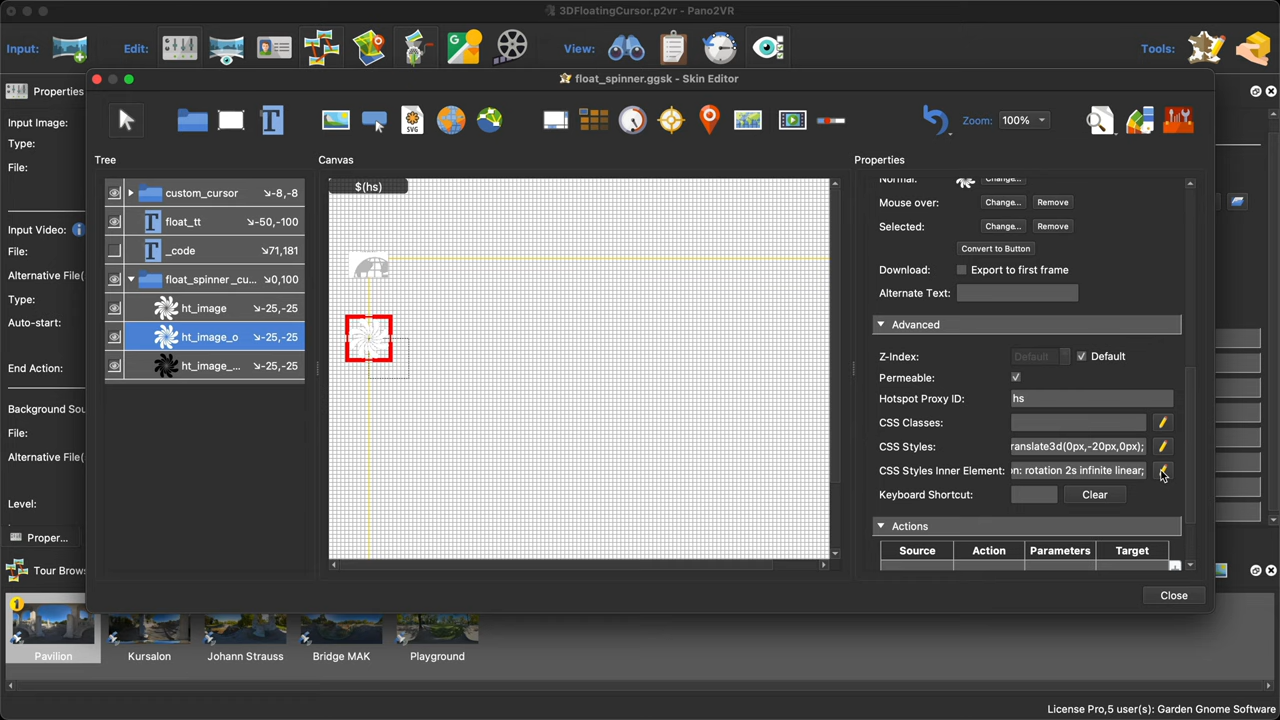 3DFloatingCursor.p2vr - Pano2VR
Input: Edit: View: Tools:
float_spinner.ggsk - Skin Editor
Properties
Input Image:
Type:
File:
Input Video:
File:
Alternative File(
Type:
Auto-start:
End Action:
Background Sou
File:
Alternative File(
Level:
Proper...
Zoom: 100%
Tree
custom_cursor -8,-8
float_tt -50,-100
_code 71,181
float_spinner_cu... 0,100
ht_image -25,-25
ht_image_o -25,-25
ht_image_... -25,-25
Canvas
$(hs)
Properties
Normal: Change...
Mouse over: Change... Remove
Selected: Change... Remove
Convert to Button
Download: Export to first frame
Alternate Text:
Advanced
Z-Index: Default Default
Permeable:
Hotspot Proxy ID: hs
CSS Classes:
CSS Styles: translate3d(0px,-20px,0px);
CSS Styles Inner Element: on: rotation 2s infinite linear;
Keyboard Shortcut: Clear
Actions
Source Action Parameters Target
Close
Tour Brows
1
Pavilion Kursalon Johann Strauss Bridge MAK Playground
License Pro,5 user(s): Garden Gnome Software